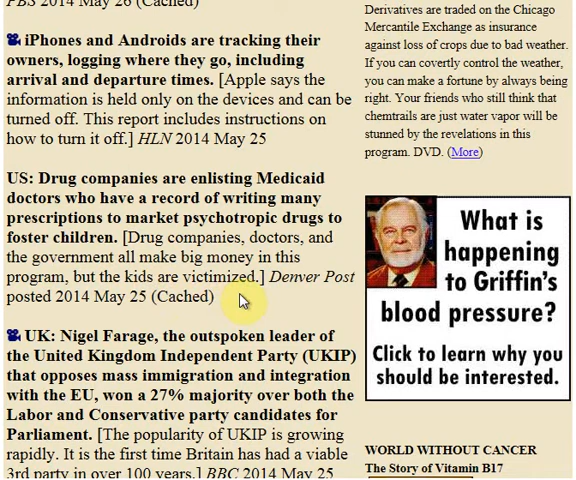 PBS 2014 May 26 (Cached)
iPhones and Androids are tracking their
owners, logging where they go, including
arrival and departure times. [Apple says the
information is held only on the devices and can be
turned off. This report includes instructions on
how to turn it off.] HLN 2014 May 25
US: Drug companies are enlisting Medicaid
doctors who have a record of writing many
prescriptions to market psychotropic drugs to
foster children. [Drug companies, doctors, and
the government all make big money in this
program, but the kids are victimized.] Denver Post
posted 2014 May 25 (Cached)
UK: Nigel Farage, the outspoken leader of
the United Kingdom Independent Party (UKIP)
that opposes mass immigration and integration
with the EU, won a 27% majority over both the
Labor and Conservative party candidates for
Parliament. [The popularity of UKIP is growing
rapidly. It is the first time Britain has had a viable
3rd party in over 100 years.] BBC 2014 May 25
Derivatives are traded on the Chicago
Mercantile Exchange as insurance
against loss of crops due to bad weather.
If you can covertly control the weather,
you can make a fortune by always being
right. Your friends who still think that
chemtrails are just water vapor will be
stunned by the revelations in this
program. DVD. (More)
What is
happening
to Griffin's
blood pressure?
Click to learn why you
should be interested.
WORLD WITHOUT CANCER
The Story of Vitamin B17